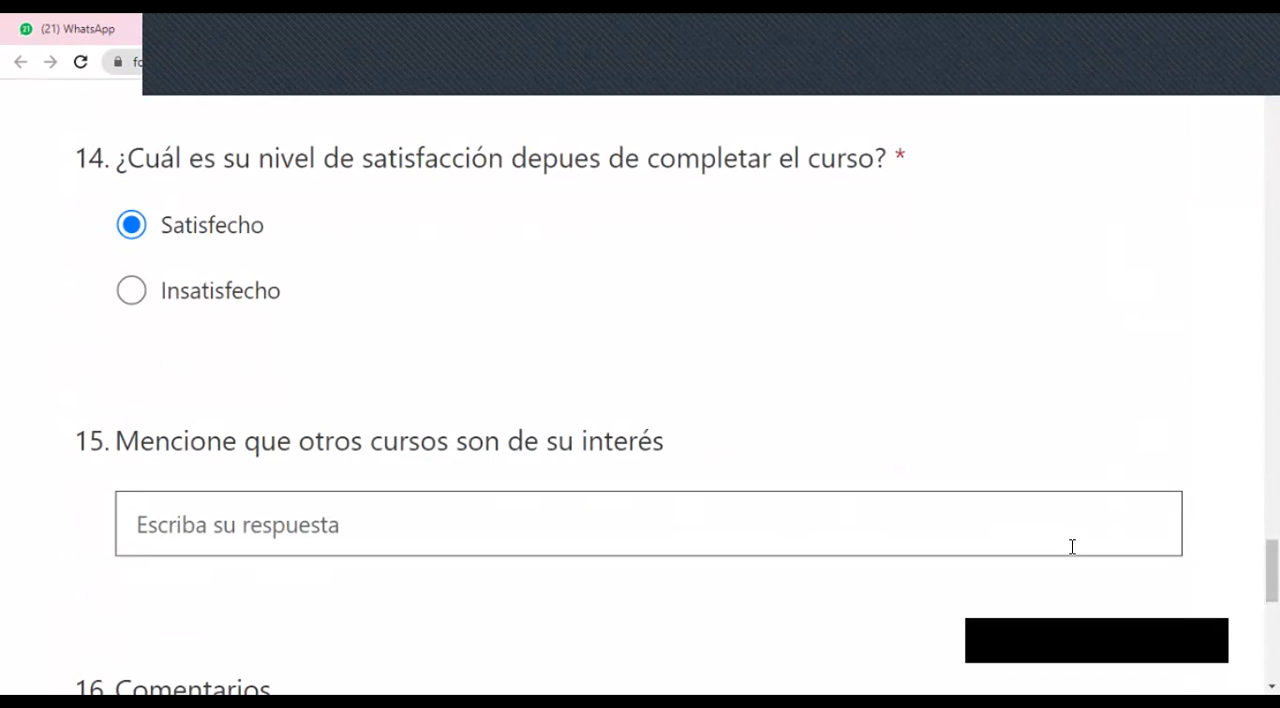 (21) WhatsApp
14. ¿Cuál es su nivel de satisfacción depues de completar el curso? *
Satisfecho
Insatisfecho
15. Mencione que otros cursos son de su interés
Escriba su respuesta
16. Comentarios